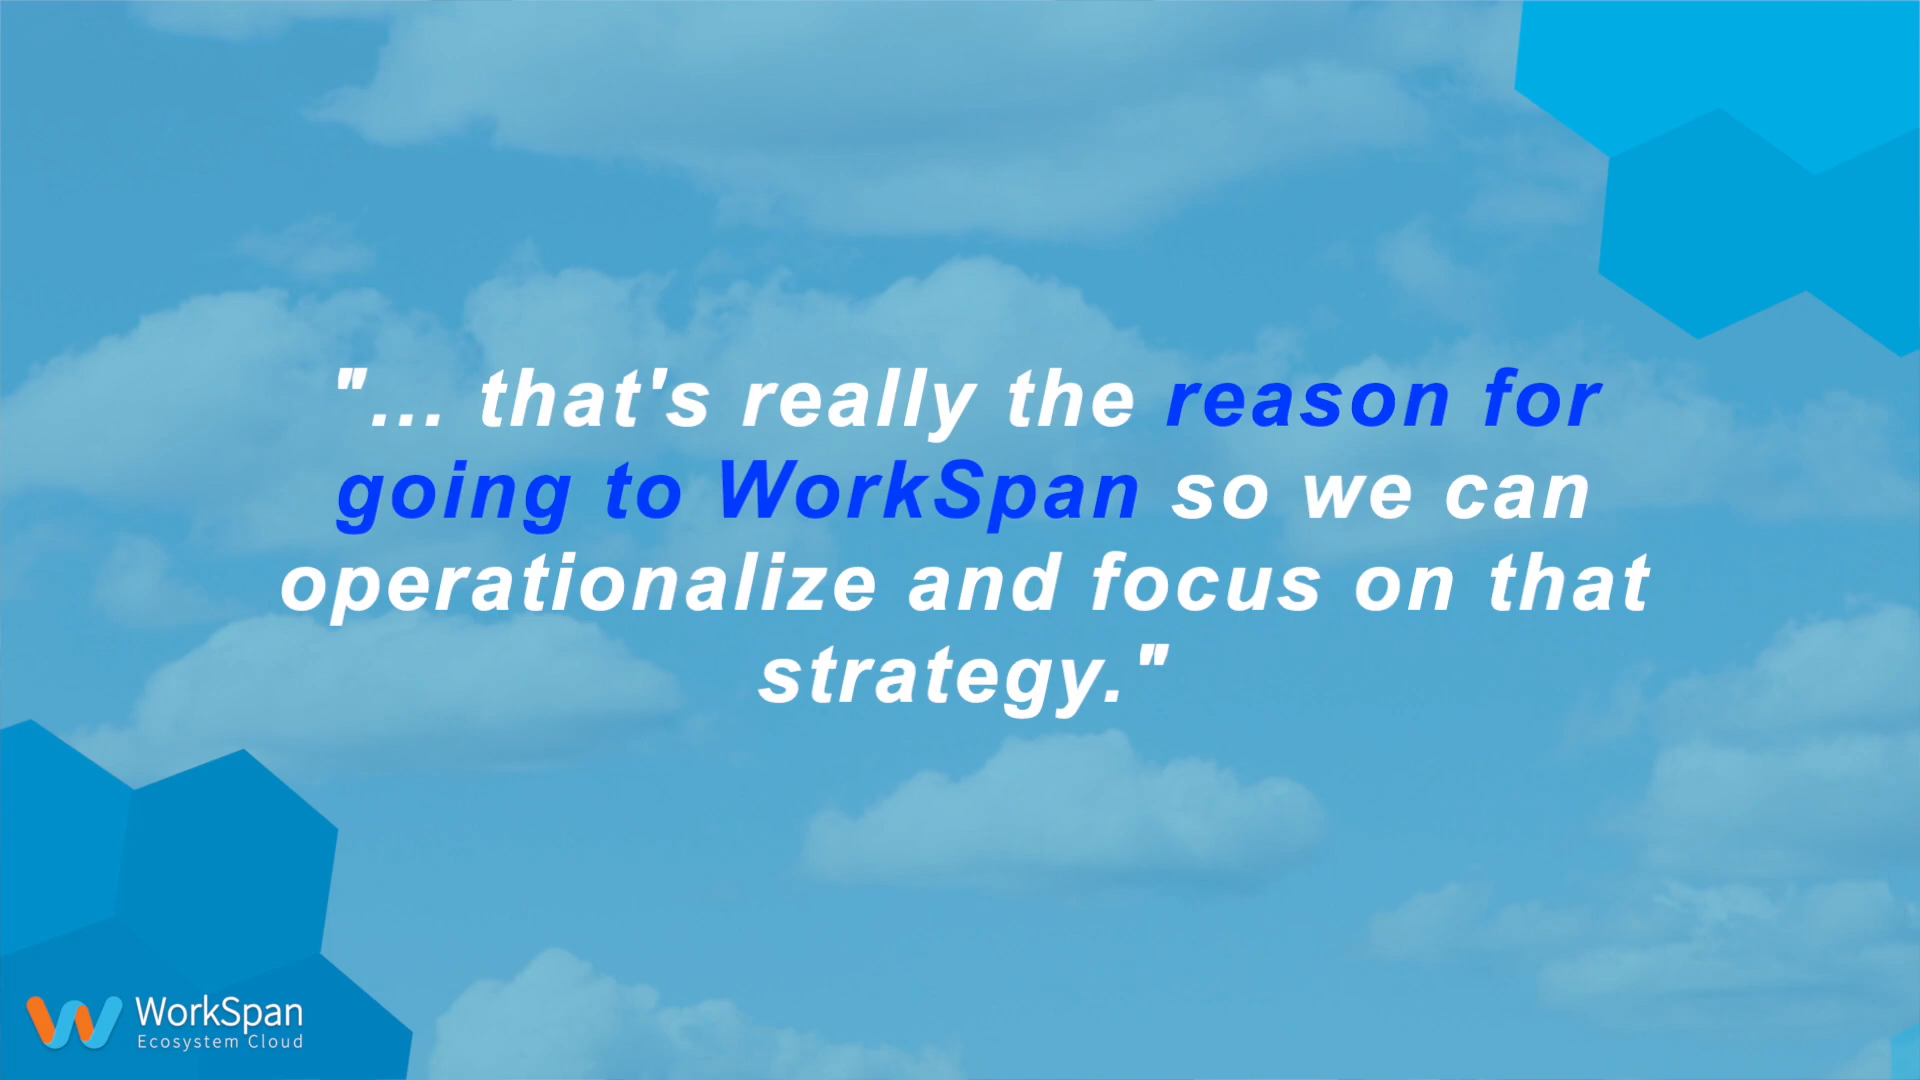 "... that's really the reason for
going to WorkSpan so we can
operationalize and focus on that
strategy."
WorkSpan
Ecosystem Cloud